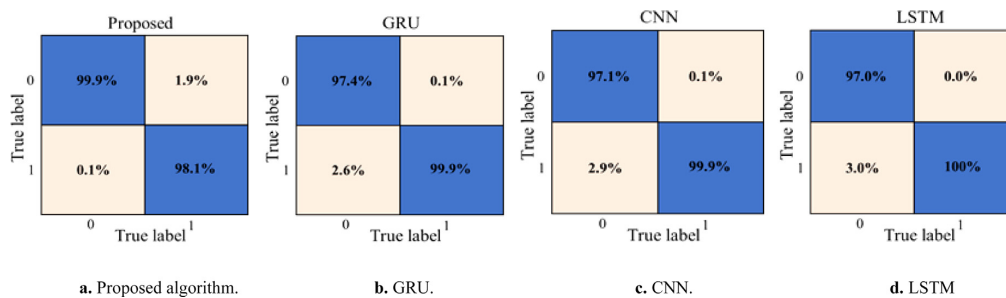 Proposed
GRU
CNN
LSTM
0 99.9% 1.9%
1 0.1% 98.1%
0 1
True label
True label
0 97.4% 0.1%
1 2.6% 99.9%
0 1
True label
True label
0 97.1% 0.1%
1 2.9% 99.9%
0 1
True label
True label
0 97.0% 0.0%
1 3.0% 100%
0 1
True label
True label
a. Proposed algorithm.
b. GRU.
c. CNN.
d. LSTM